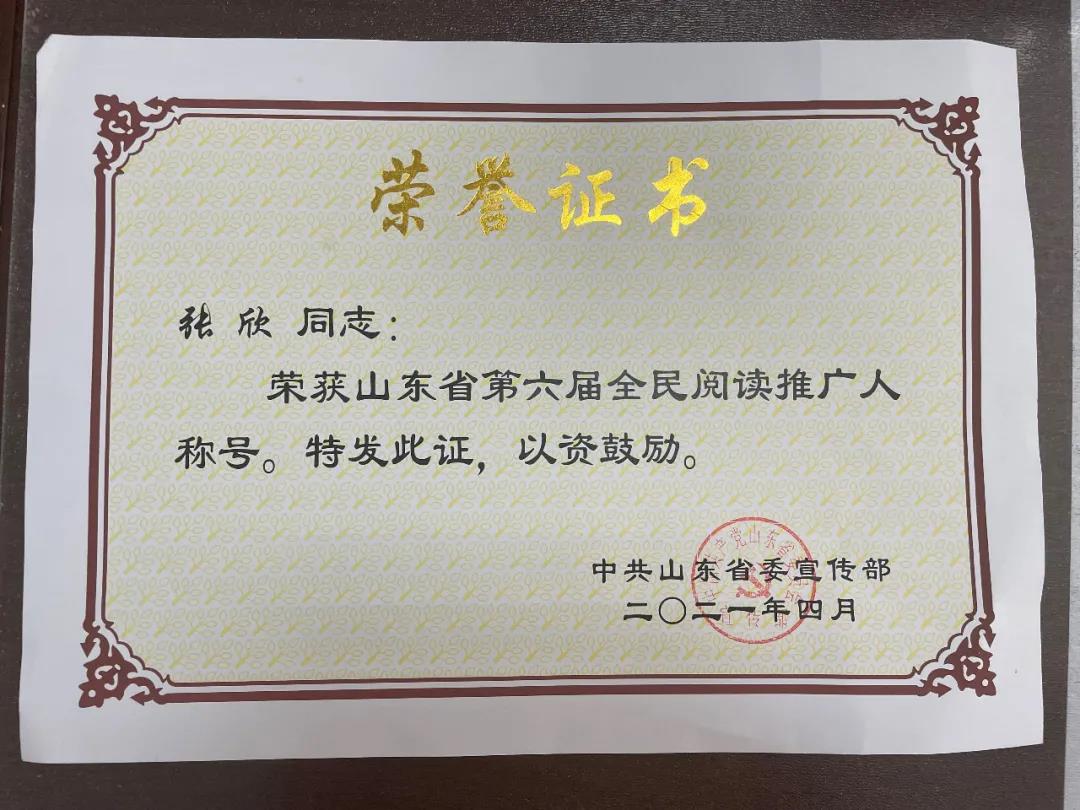 荣誉证书
张欣 同志：
荣获山东省第六届全民阅读推广人
称号。特发此证，以资鼓励。
中共山东省委宣传部
二〇二一年四月